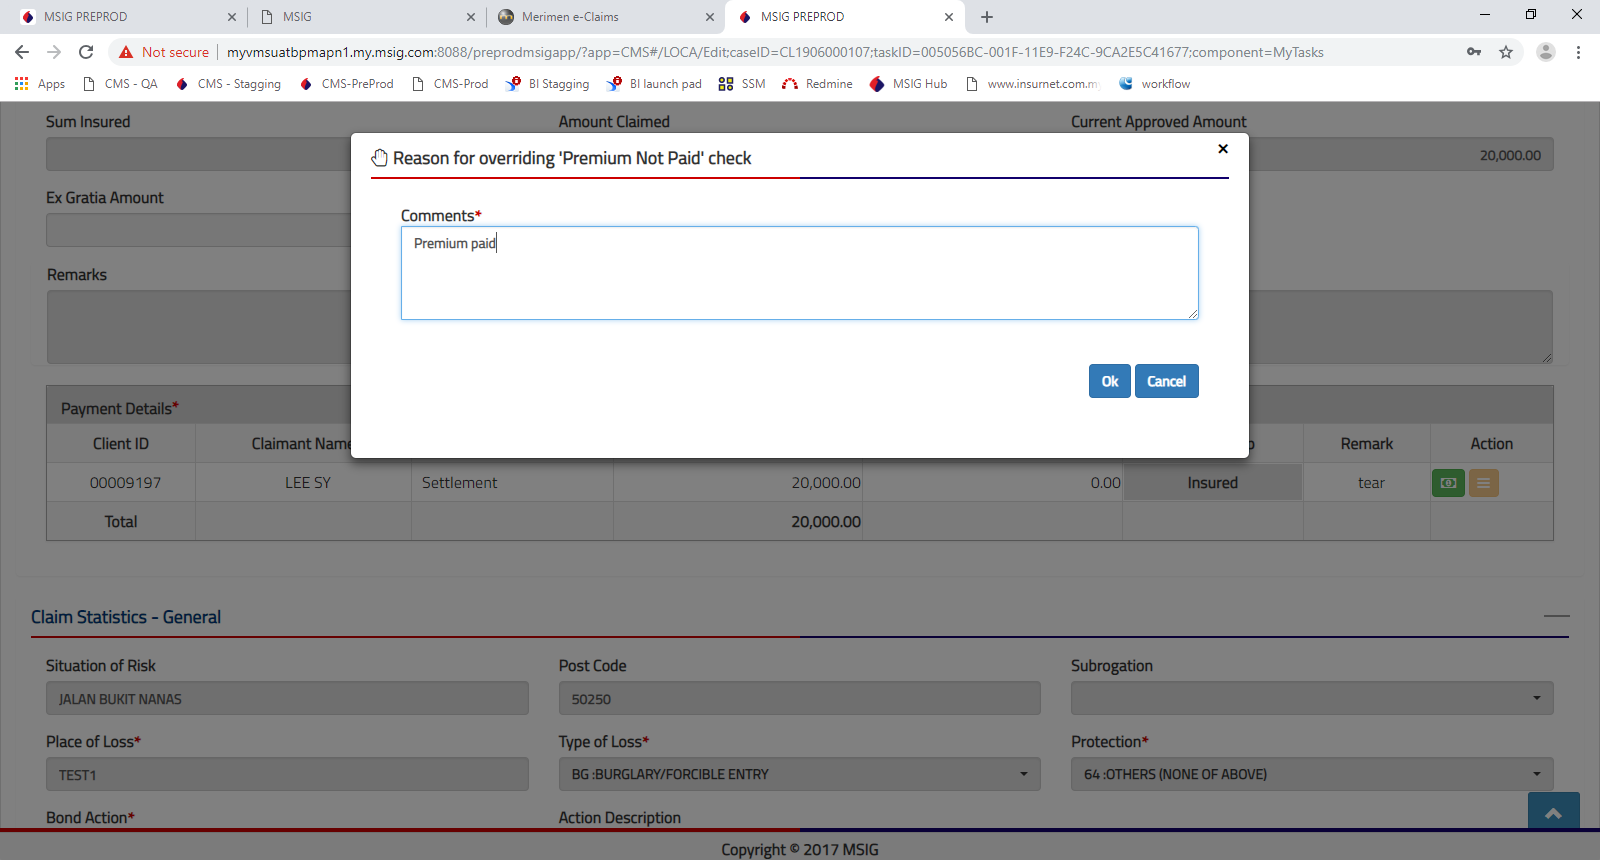 MSIG PREPROD
MSIG
Merimen e-Claims
MSIG PREPROD
Not secure
myvmsuatbpmapn1.my.msig.com:8088/preprodmsigapp/?app=CMS#/LOCA/Edit;caseID=CL1906000107;taskID=005056BC-001F-11E9-F24C-9CA2E5C41677;component=MyTasks
Apps CMS - QA CMS - Stagging CMS-PreProd CMS-Prod BI Stagging BI launch pad SSM Redmine MSIG Hub www.insurnet.com.m workflow
Sum Insured Amount Claimed Current Approved Amount
20,000.00
Reason for overriding 'Premium Not Paid' check
Ex Gratia Amount
Comments*
Premium paid
Remarks
Ok Cancel
Payment Details*
Client ID Claimant Name Remark Action
00009197 LEE SY Settlement 20,000.00 0.00 Insured tear
Total 20,000.00
Claim Statistics - General
Situation of Risk Post Code Subrogation
JALAN BUKIT NANAS 50250
Place of Loss* Type of Loss* Protection*
TEST1 BG :BURGLARY/FORCIBLE ENTRY 64 :OTHERS (NONE OF ABOVE)
Bond Action* Action Description
Copyright © 2017 MSIG